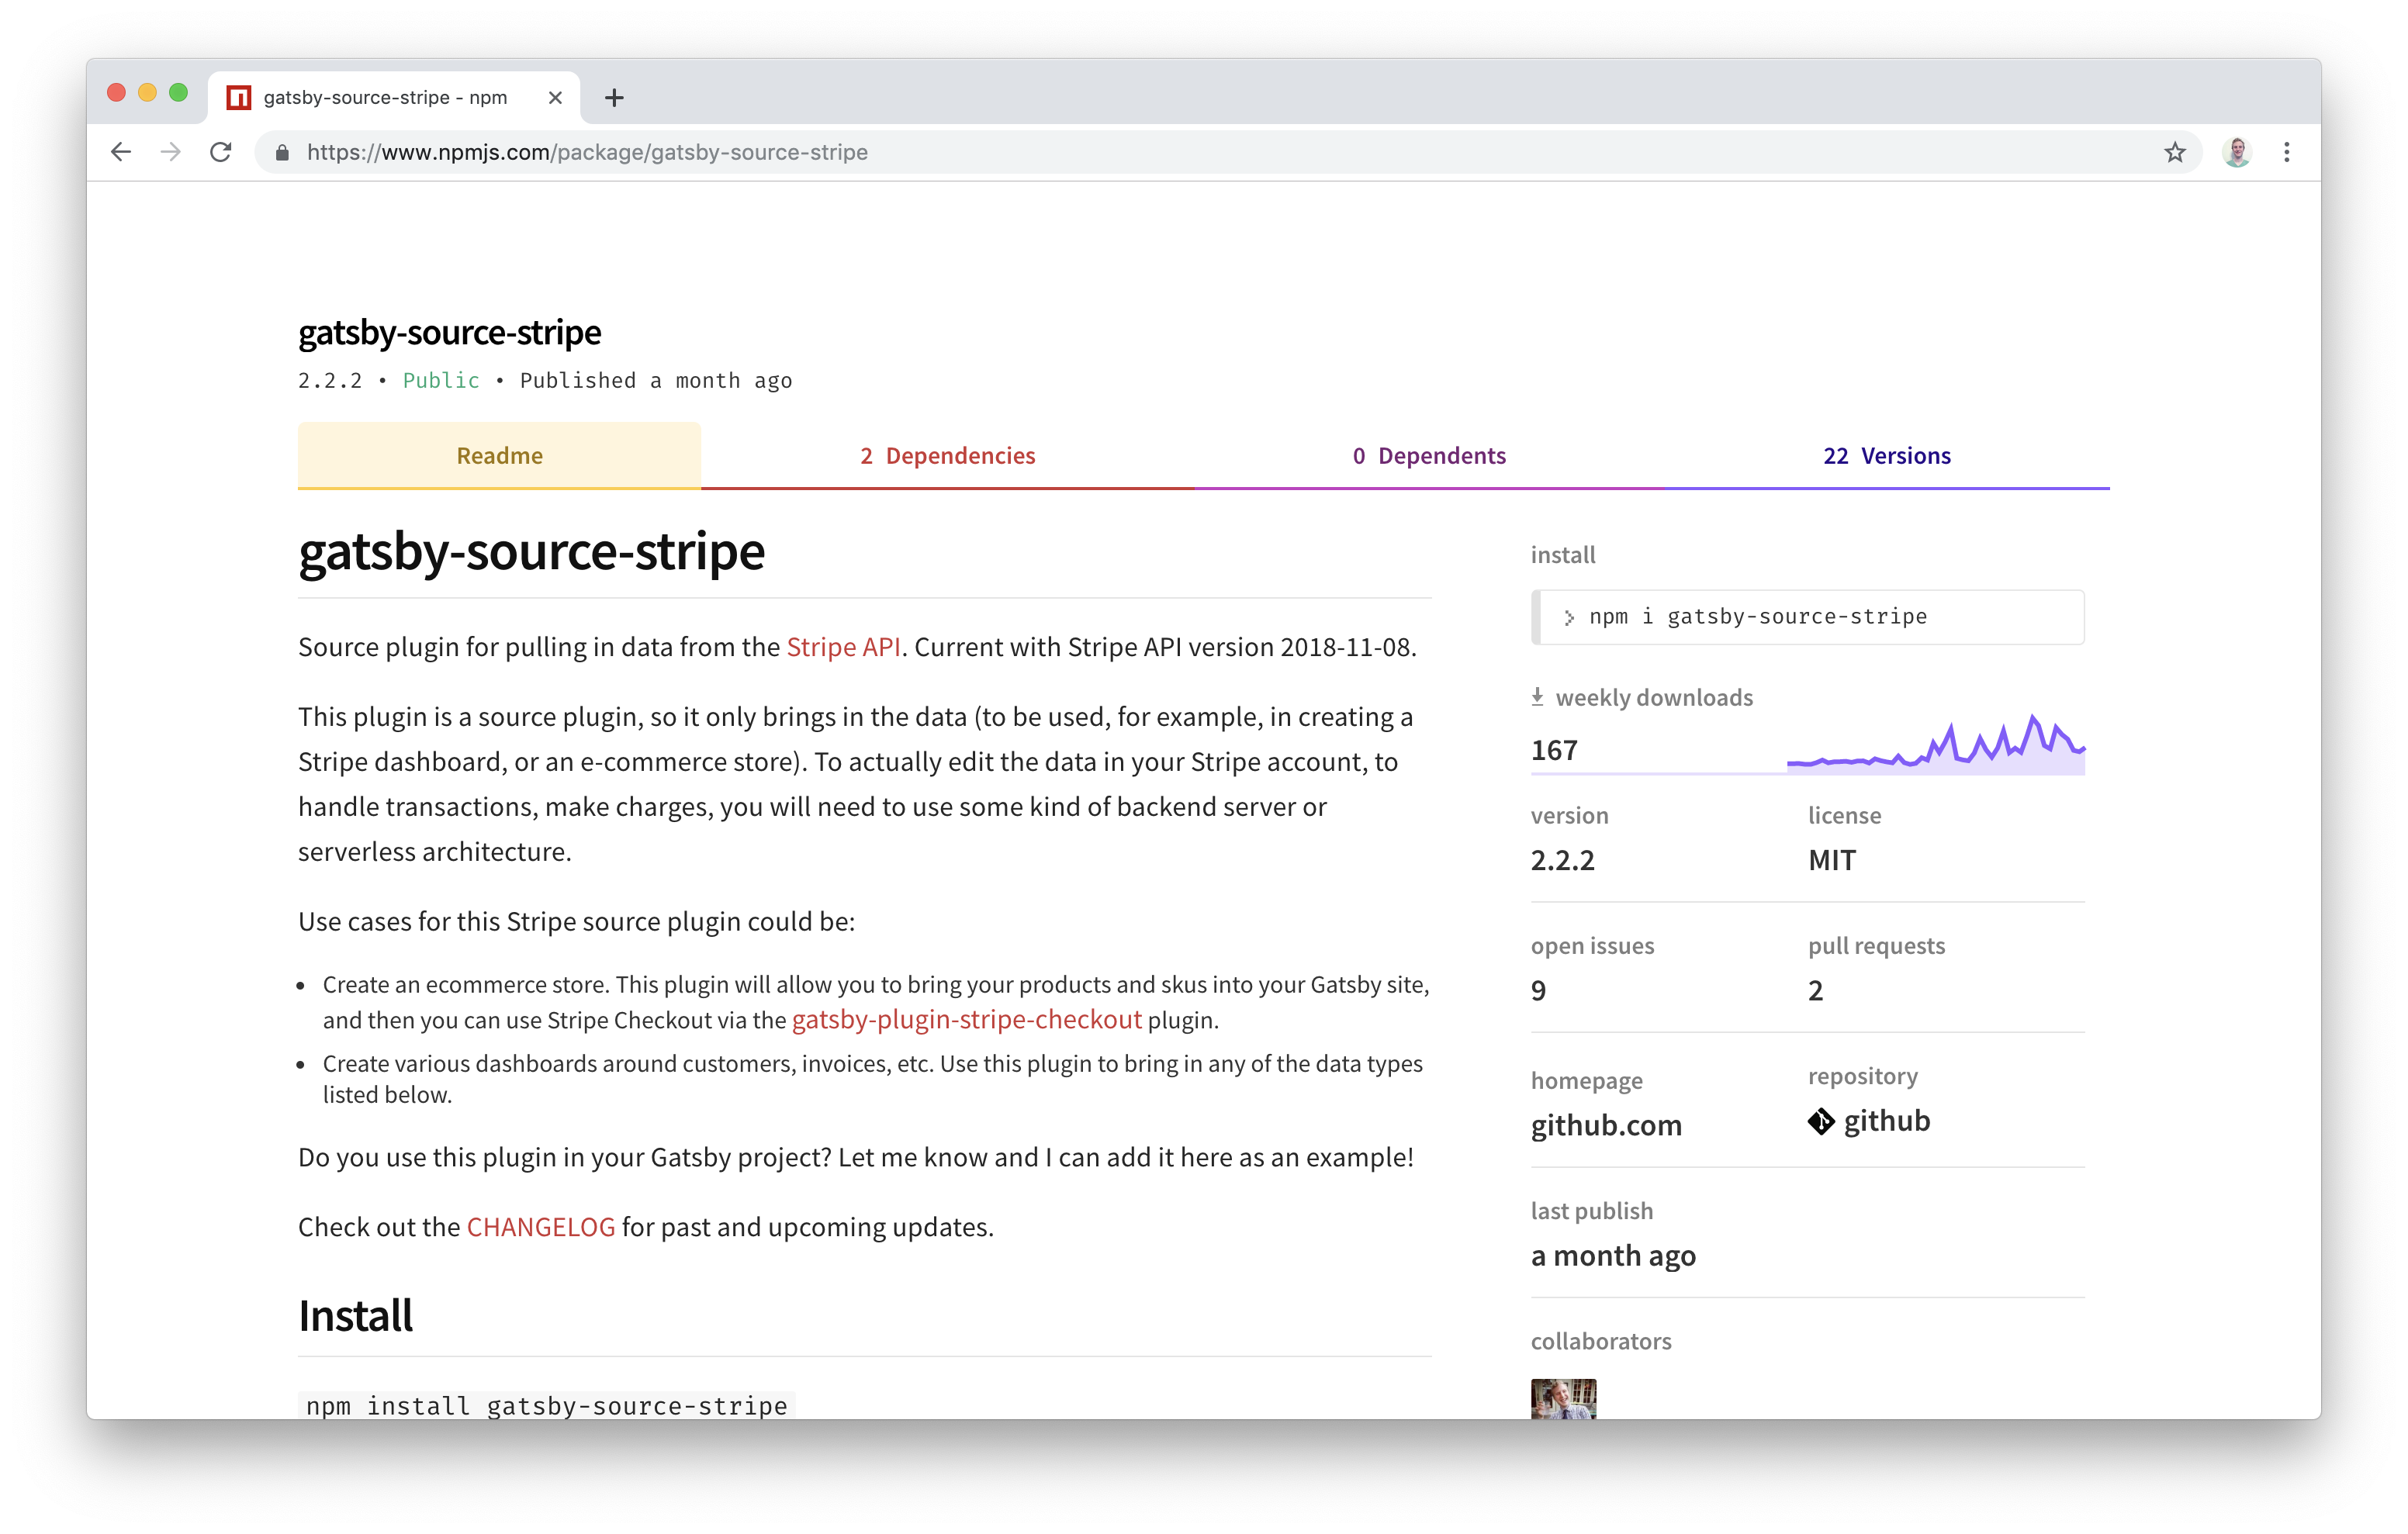 gatsby-source-stripe - npm
https://www.npmjs.com/package/gatsby-source-stripe
gatsby-source-stripe
2.2.2 • Public • Published a month ago
Readme
2 Dependencies
0 Dependents
22 Versions
gatsby-source-stripe
Source plugin for pulling in data from the Stripe API. Current with Stripe API version 2018-11-08.
This plugin is a source plugin, so it only brings in the data (to be used, for example, in creating a
Stripe dashboard, or an e-commerce store). To actually edit the data in your Stripe account, to
handle transactions, make charges, you will need to use some kind of backend server or
serverless architecture.
Use cases for this Stripe source plugin could be:
• Create an ecommerce store. This plugin will allow you to bring your products and skus into your Gatsby site,
and then you can use Stripe Checkout via the gatsby-plugin-stripe-checkout plugin.
• Create various dashboards around customers, invoices, etc. Use this plugin to bring in any of the data types
listed below.
Do you use this plugin in your Gatsby project? Let me know and I can add it here as an example!
Check out the CHANGELOG for past and upcoming updates.
Install
npm install gatsby-source-stripe
install
npm i gatsby-source-stripe
weekly downloads
167
version
2.2.2
license
MIT
open issues
9
pull requests
2
homepage
github.com
repository
github
last publish
a month ago
collaborators